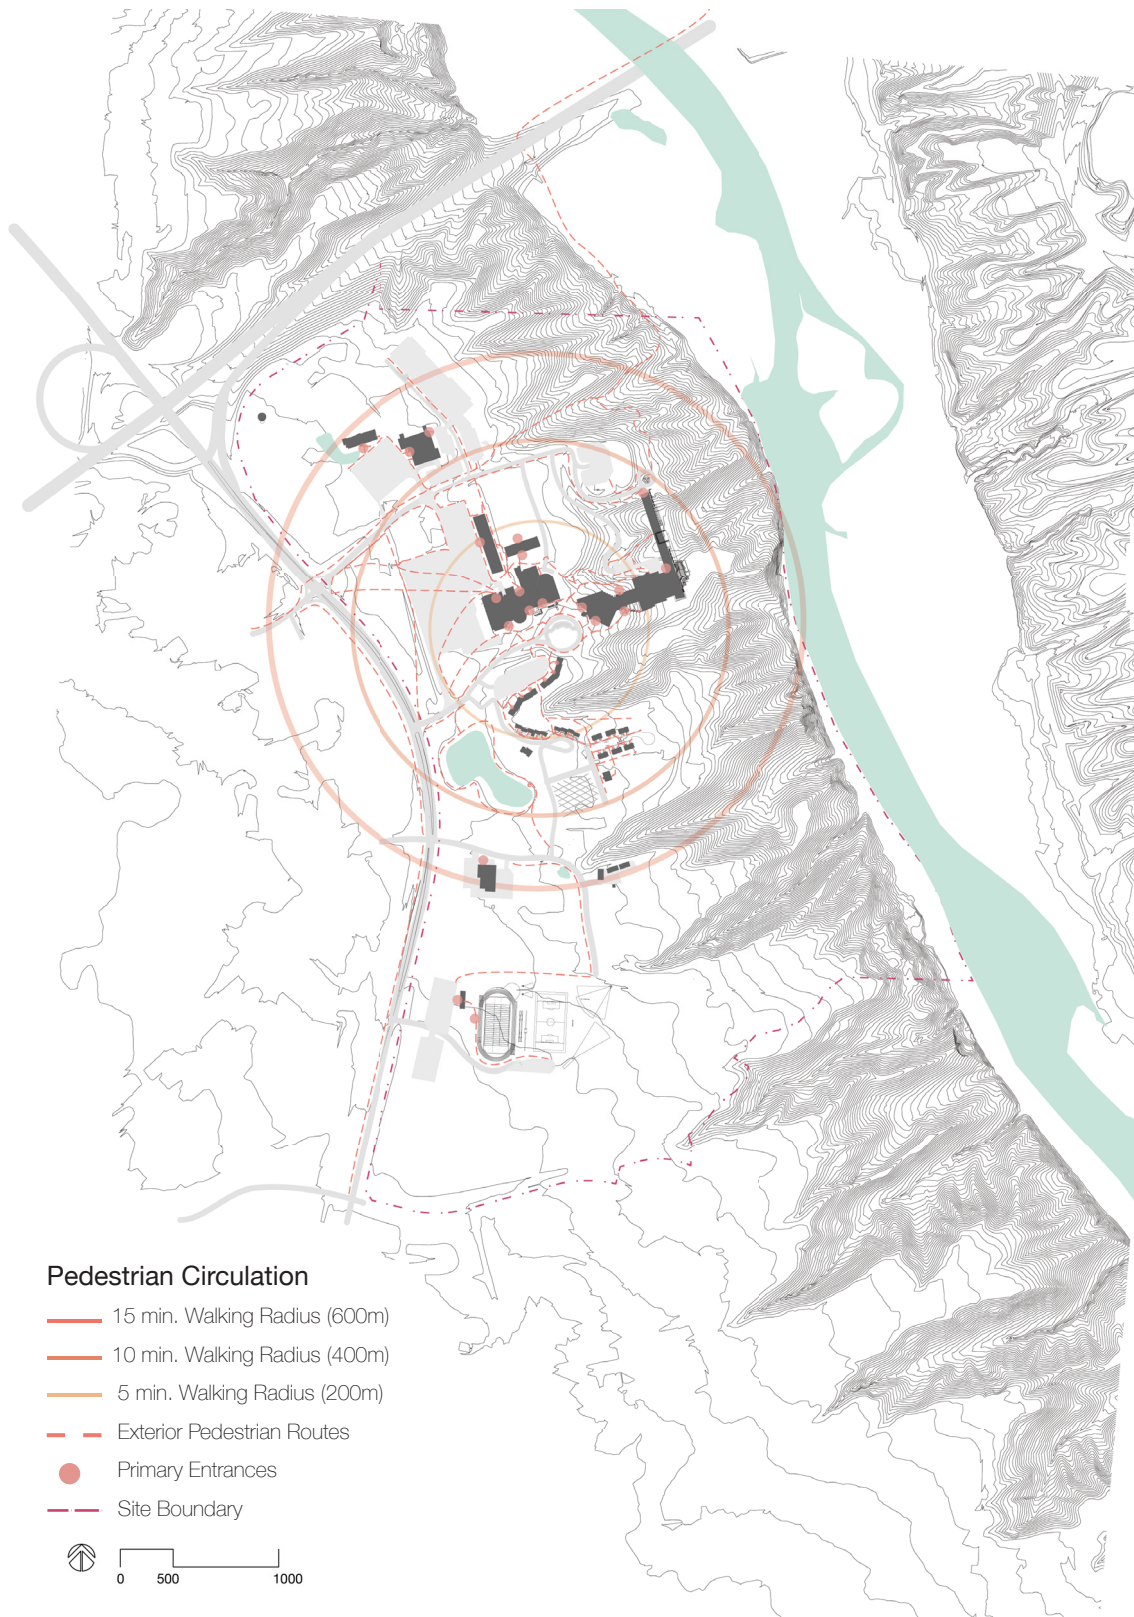 Pedestrian Circulation
15 min. Walking Radius (600m)
10 min. Walking Radius (400m)
5 min. Walking Radius (200m)
Exterior Pedestrian Routes
Primary Entrances
Site Boundary
0 500 1000